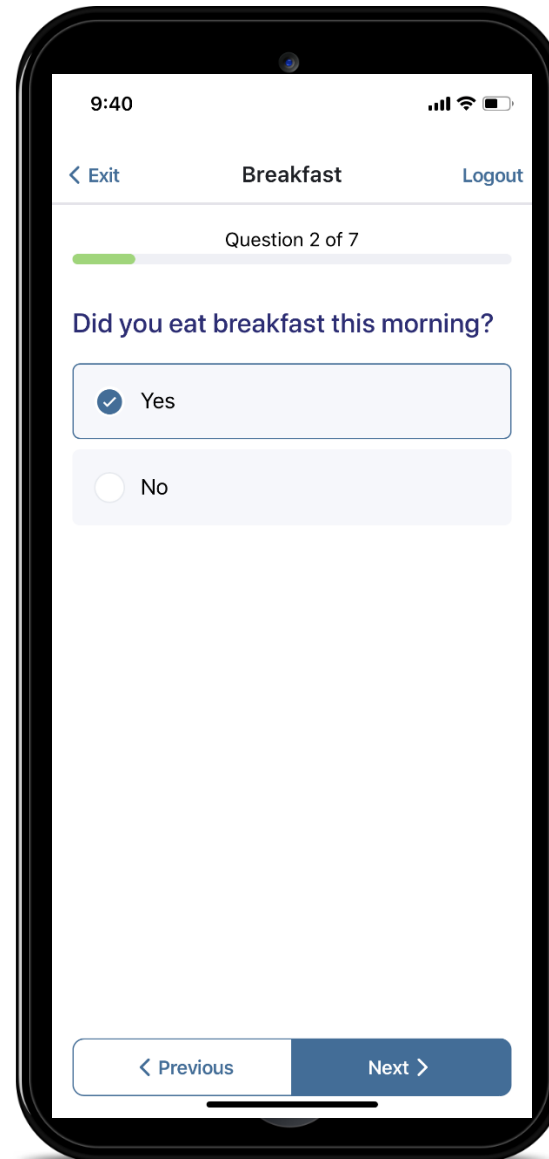 9:40
Exit Breakfast Logout
Question 2 of 7
Did you eat breakfast this morning?
Yes
No
Previous Next